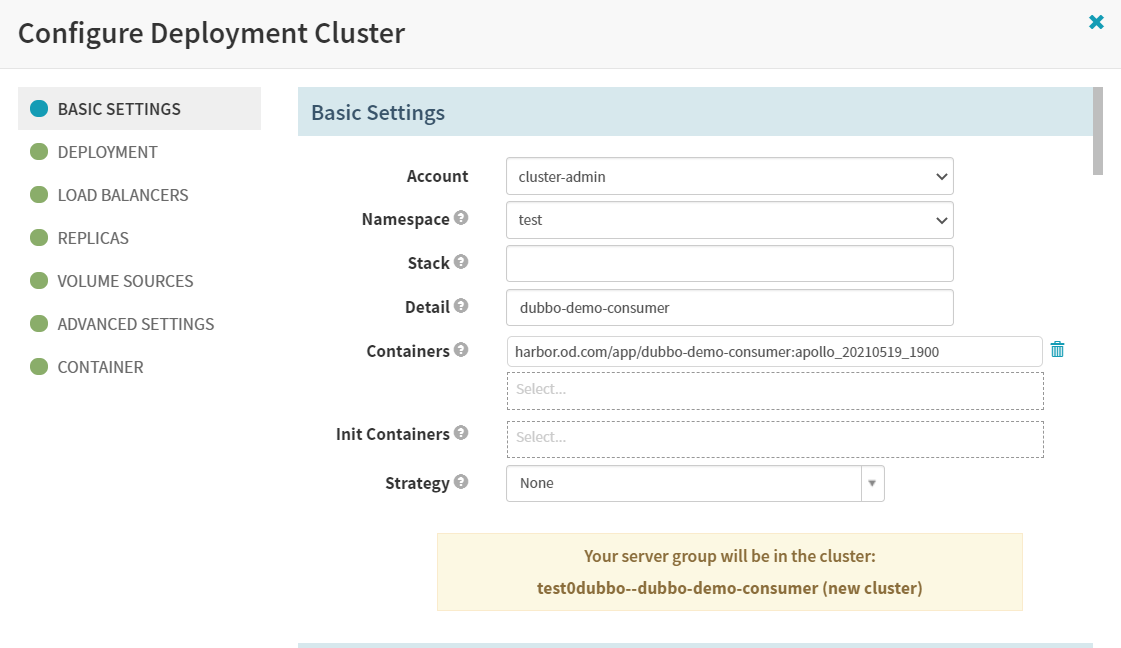 Configure Deployment Cluster
BASIC SETTINGS
DEPLOYMENT
LOAD BALANCERS
REPLICAS
VOLUME SOURCES
ADVANCED SETTINGS
CONTAINER
Basic Settings
Account cluster-admin
Namespace test
Stack
Detail dubbo-demo-consumer
Containers harbor.od.com/app/dubbo-demo-consumer:apollo_20210519_1900
Select...
Init Containers Select...
Strategy None
Your server group will be in the cluster:
test0dubbo--dubbo-demo-consumer (new cluster)